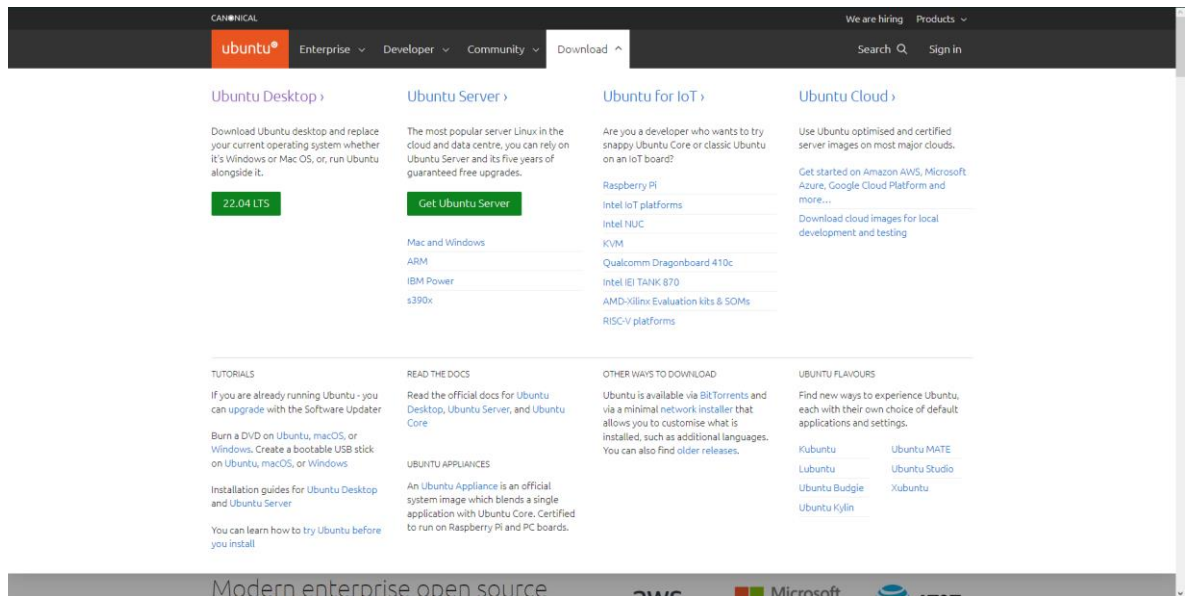 CANONICAL
We are hiring Products
ubuntu Enterprise Developer Community Download Search Sign in
Ubuntu Desktop ›
Download Ubuntu desktop and replace
your current operating system whether
it's Windows or Mac OS, or, run Ubuntu
alongside it.
22.04 LTS
Ubuntu Server ›
The most popular server Linux in the
cloud and data centre, you can rely on
Ubuntu Server and its five years of
guaranteed free upgrades.
Get Ubuntu Server
Mac and Windows
ARM
IBM Power
s390x
Ubuntu for IoT ›
Are you a developer who wants to try
snappy Ubuntu Core or classic Ubuntu
on an IoT board?
Raspberry Pi
Intel IoT platforms
Intel NUC
KVM
Qualcomm Dragonboard 410c
Intel IEI TANK 870
AMD-Xilinx Evaluation kits & SOMs
RISC-V platforms
Ubuntu Cloud ›
Use Ubuntu optimised and certified
server images on most major clouds.
Get started on Amazon AWS, Microsoft
Azure, Google Cloud Platform and
more...
Download cloud images for local
development and testing
TUTORIALS
If you are already running Ubuntu - you
can upgrade with the Software Updater
Burn a DVD on Ubuntu, macOS, or
Windows. Create a bootable USB stick
on Ubuntu, macOS, or Windows
Installation guides for Ubuntu Desktop
and Ubuntu Server
You can learn how to try Ubuntu before
you install
READ THE DOCS
Read the official docs for Ubuntu
Desktop, Ubuntu Server, and Ubuntu
Core
UBUNTU APPLIANCES
An Ubuntu Appliance is an official
system image which blends a single
application with Ubuntu Core. Certified
to run on Raspberry Pi and PC boards.
OTHER WAYS TO DOWNLOAD
Ubuntu is available via BitTorrents and
via a minimal network installer that
allows you to customise what is
installed, such as additional languages.
You can also find older releases.
UBUNTU FLAVOURS
Find new ways to experience Ubuntu,
each with their own choice of default
applications and settings.
Kubuntu Ubuntu MATE
Lubuntu Ubuntu Studio
Ubuntu Budgie Xubuntu
Ubuntu Kylin
Modern enterprise open source
aws Microsoft